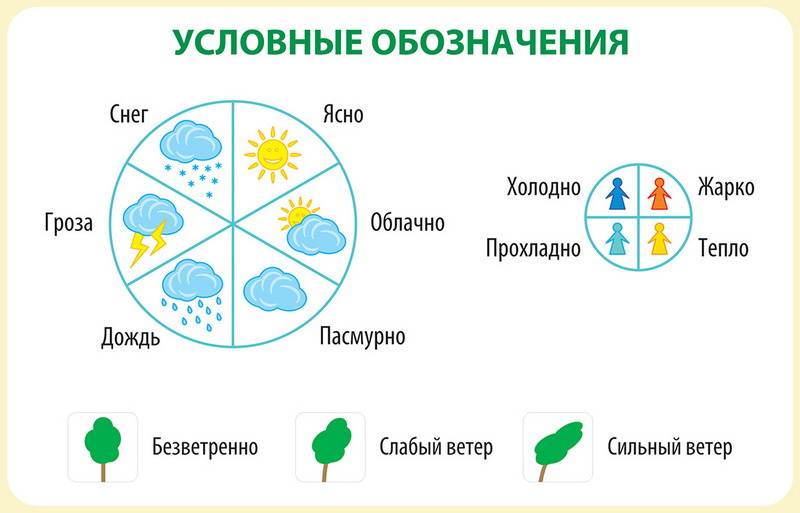 УСЛОВНЫЕ ОБОЗНАЧЕНИЯ
Снег
Ясно
Гроза
Облачно
Дождь
Пасмурно
Холодно
Жарко
Прохладно
Тепло
Безветренно
Слабый ветер
Сильный ветер